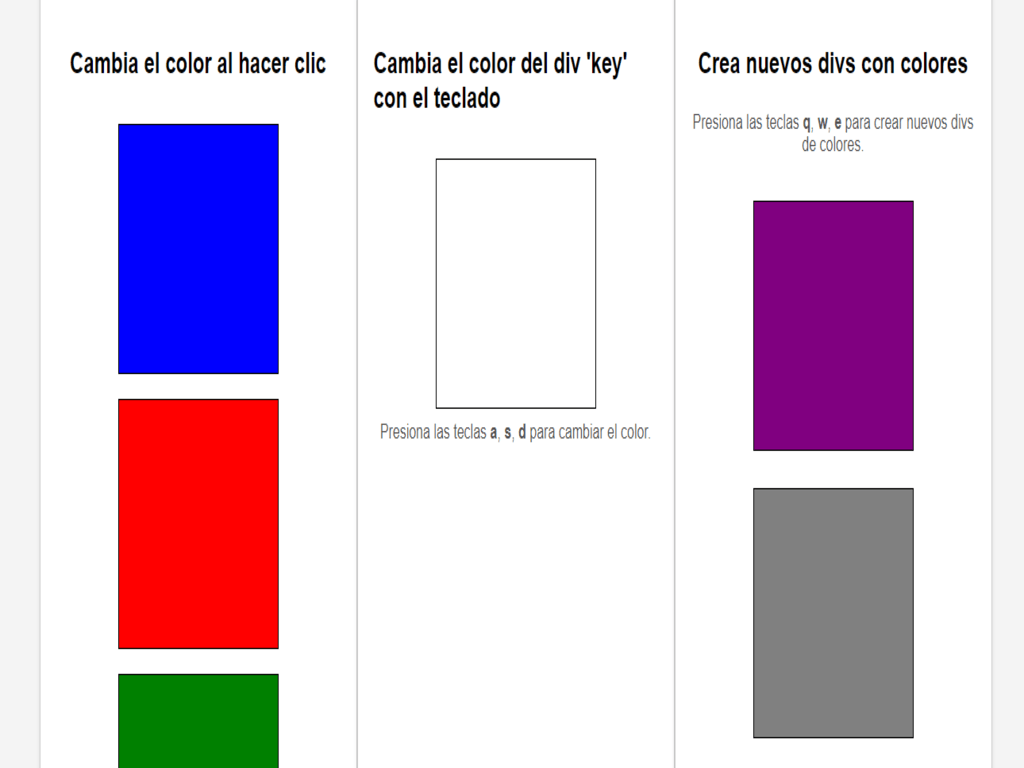 Cambia el color al hacer clic
Cambia el color del div 'key'
con el teclado
Presiona las teclas a, s, d para cambiar el color.
Crea nuevos divs con colores
Presiona las teclas q, w, e para crear nuevos divs
de colores.